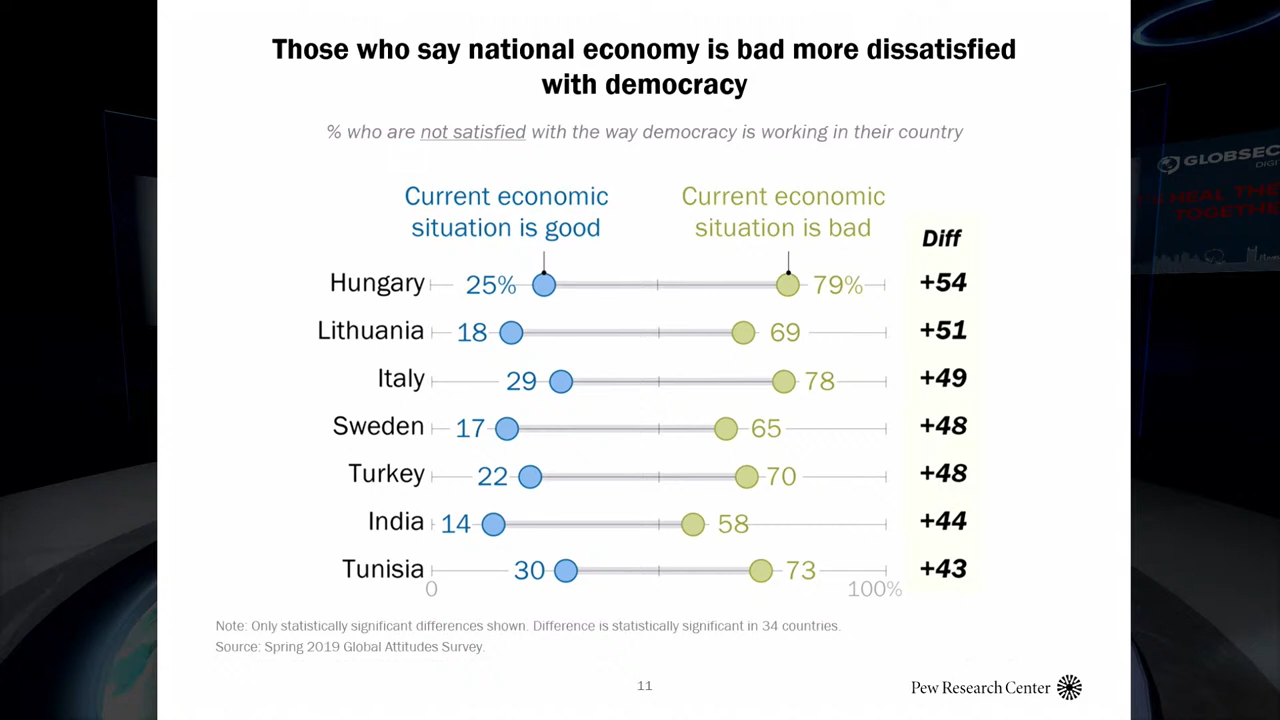 Those who say national economy is bad more dissatisfied
with democracy
% who are not satisfied with the way democracy is working in their country
Current economic
situation is good
Current economic
situation is bad
Diff
Hungary 25% 79% +54
Lithuania 18 69 +51
Italy 29 78 +49
Sweden 17 65 +48
Turkey 22 70 +48
India 14 58 +44
Tunisia 30 73 +43
0 100%
Note: Only statistically significant differences shown. Difference is statistically significant in 34 countries.
Source: Spring 2019 Global Attitudes Survey.
11
Pew Research Center
GLOBSEC
HEAL THE